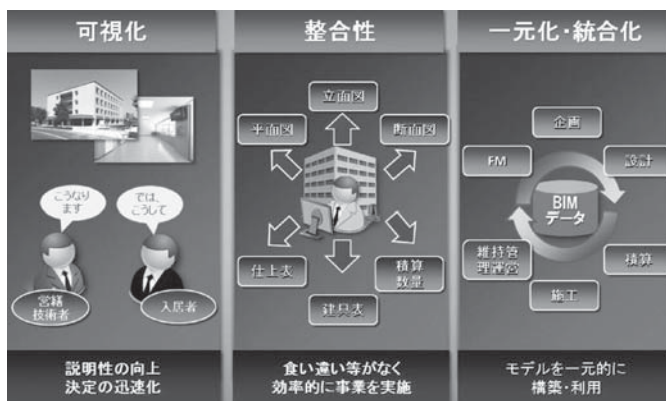 可視化
こうなり
ます
では、
こうして
営繕
技術者
入居者
説明性の向上
決定の迅速化
整合性
立面図
平面図
断面図
仕上表
積算
数量
建具表
食い違い等がなく
効率的に事業を実施
一元化・統合化
企画
FM
設計
BIM
データ
維持管
理運営
積算
施工
モデルを一元的に
構築・利用